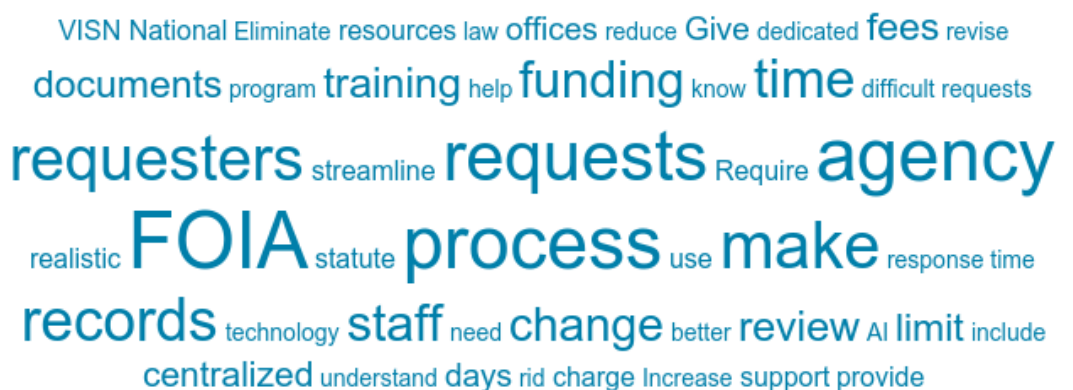 VISN National Eliminate resources law offices reduce Give dedicated fees revise
documents program training help funding know time difficult requests
requesters streamline requests Require agency
realistic FOIA statute process use make response time
records technology staff need change better review AI limit include
centralized understand days rid charge Increase support provide